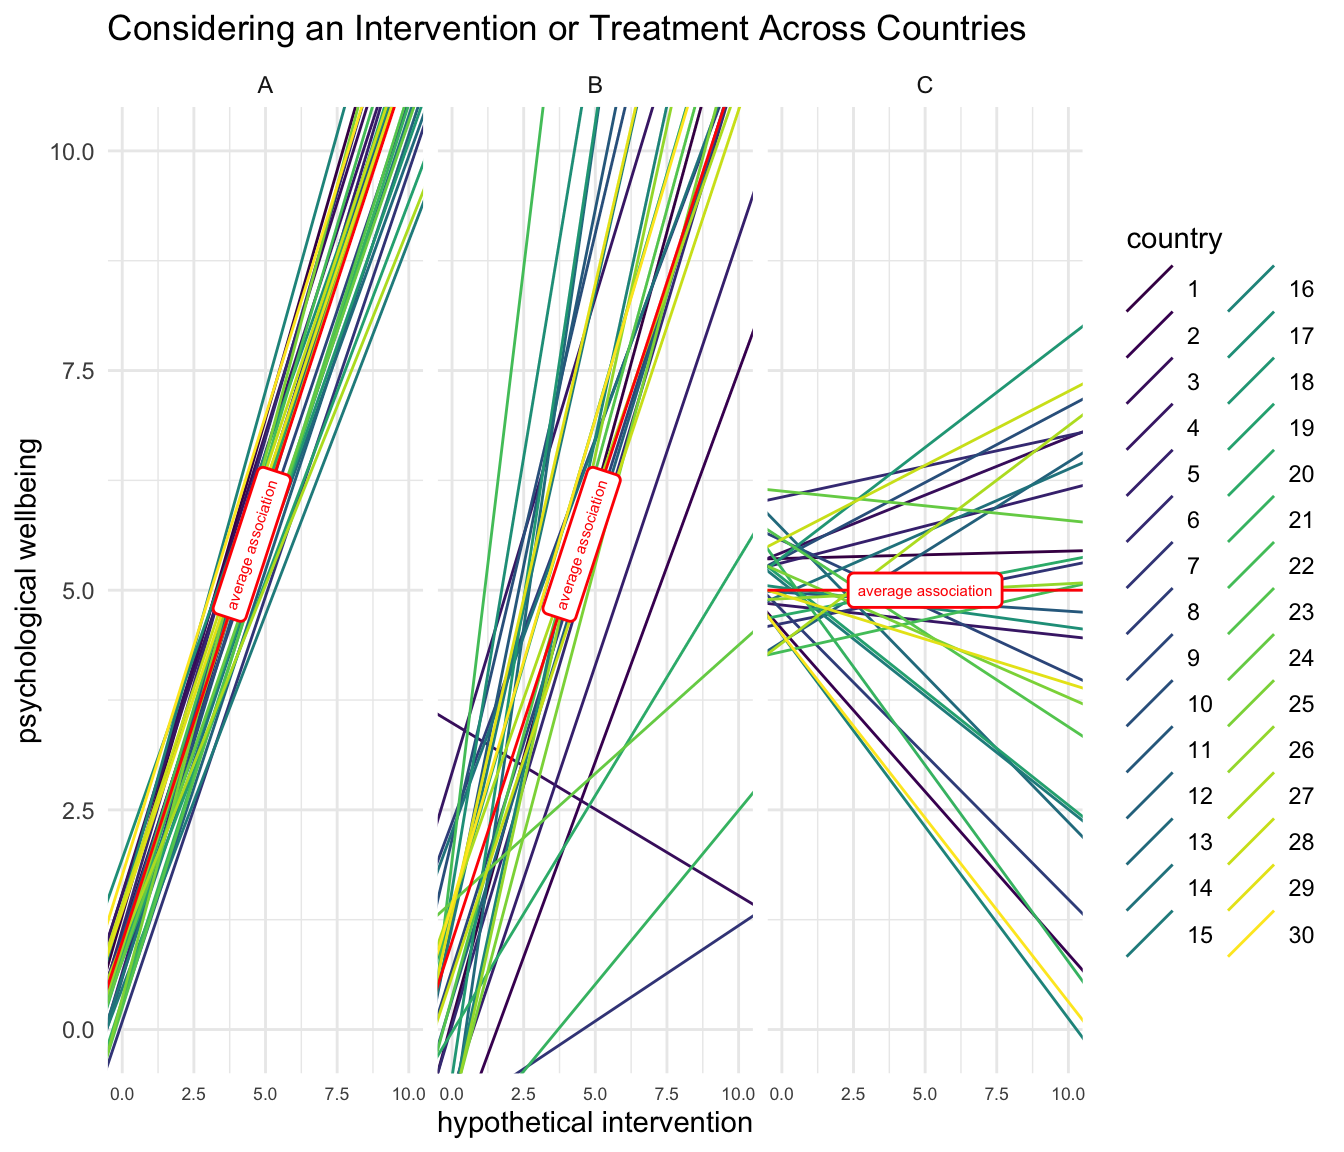 Considering an Intervention or Treatment Across Countries
A
B
C
10.0
7.5
5.0
2.5
0.0
psychological wellbeing
average association
average association
average association
0.0 2.5 5.0 7.5 10.0
0.0 2.5 5.0 7.5 10.0
0.0 2.5 5.0 7.5 10.0
hypothetical intervention
country
1
2
3
4
5
6
7
8
9
10
11
12
13
14
15
16
17
18
19
20
21
22
23
24
25
26
27
28
29
30